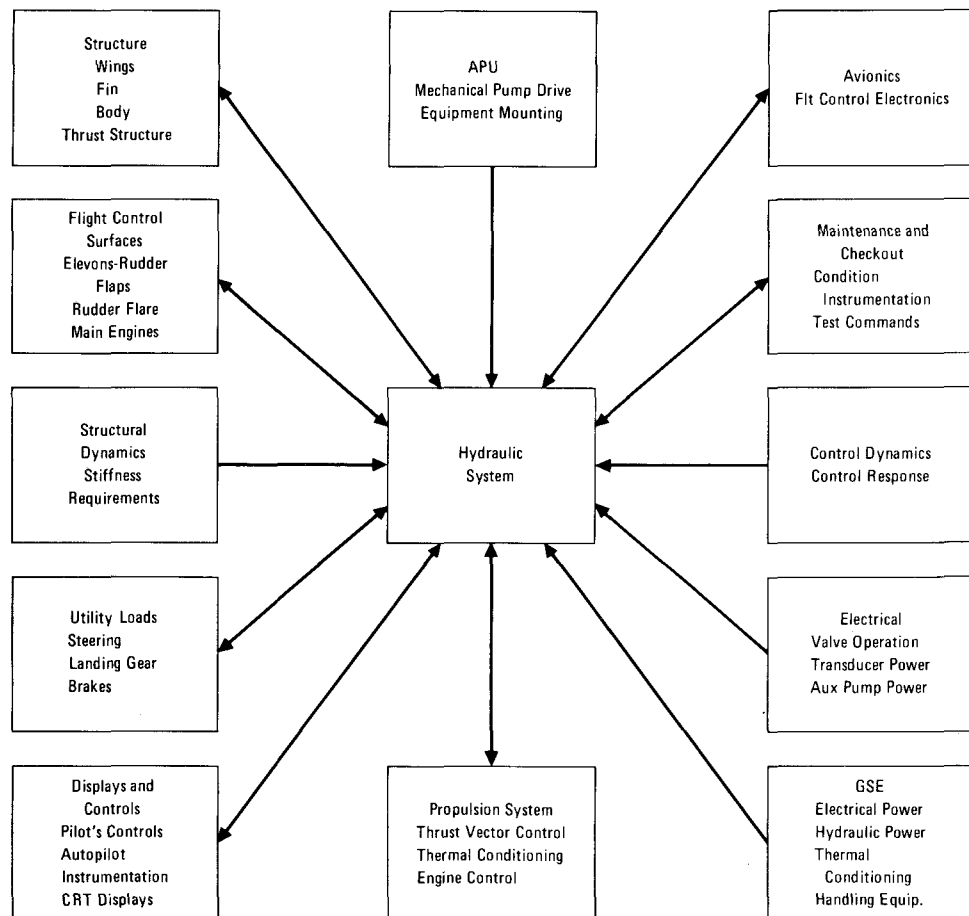 Structure
Wings
Fin
Body
Thrust Structure
APU
Mechanical Pump Drive
Equipment Mounting
Avionics
Flt Control Electronics
Flight Control
Surfaces
Elevons-Rudder
Flaps
Rudder Flare
Main Engines
Maintenance and
Checkout
Condition
Instrumentation
Test Commands
Structural
Dynamics
Stiffness
Requirements
Hydraulic
System
Control Dynamics
Control Response
Utility Loads
Steering
Landing Gear
Brakes
Electrical
Valve Operation
Transducer Power
Aux Pump Power
Displays and
Controls
Pilot's Controls
Autopilot
Instrumentation
CRT Displays
Propulsion System
Thrust Vector Control
Thermal Conditioning
Engine Control
GSE
Electrical Power
Hydraulic Power
Thermal
Conditioning
Handling Equip.